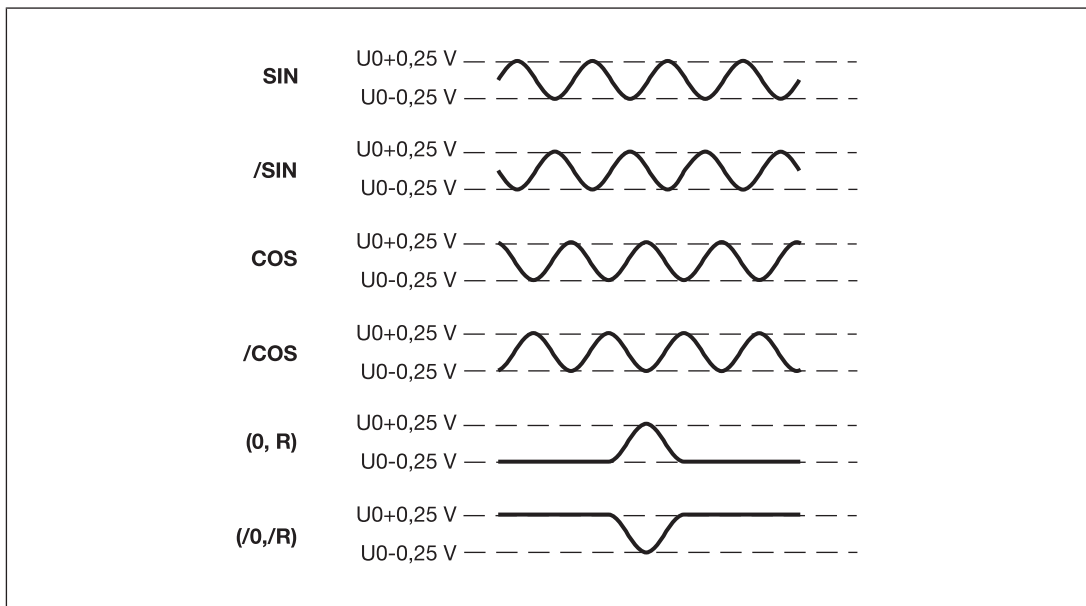 SIN
U0+0,25 V
U0-0,25 V
/SIN
U0+0,25 V
U0-0,25 V
COS
U0+0,25 V
U0-0,25 V
/COS
U0+0,25 V
U0-0,25 V
(0, R)
U0+0,25 V
U0-0,25 V
(/0,/R)
U0+0,25 V
U0-0,25 V